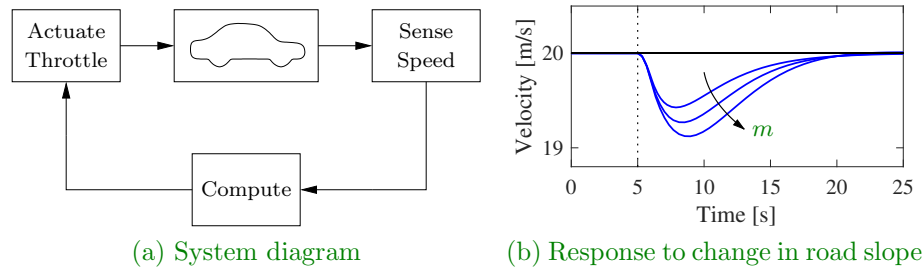 Actuate
Throttle
Sense
Speed
Compute
(a) System diagram
Velocity [m/s]
20
19
m
0 5 10 15 20 25
Time [s]
(b) Response to change in road slope